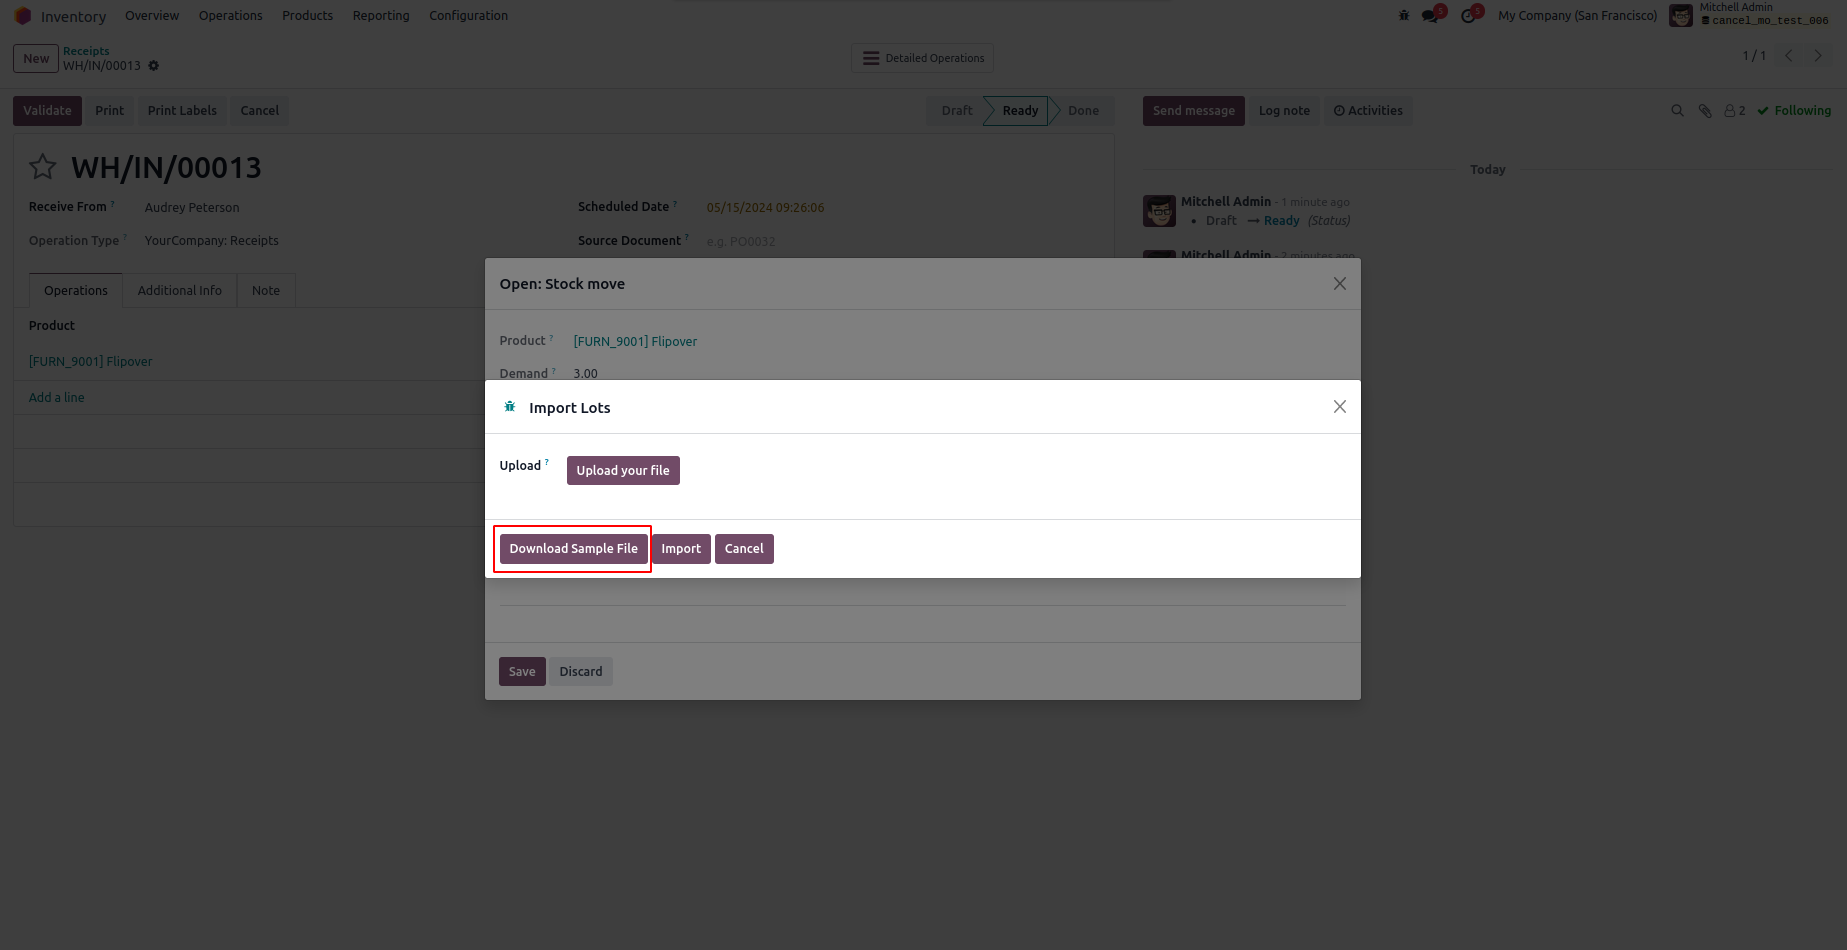 Inventory Overview Operations Products Reporting Configuration 5 5 My Company (San Francisco) Mitchell Admin
cancel_mo_test_006
New Receipts
WH/IN/00013
Detailed Operations 1 / 1
Validate Print Print Labels Cancel Draft Ready Done Send message Log note Activities 2 Following
Today
WH/IN/00013
Receive From ? Audrey Peterson Scheduled Date ? 05/15/2024 09:26:06
Operation Type ? YourCompany: Receipts Source Document ? e.g. PO0032
Mitchell Admin - 1 minute ago
• Draft → Ready (Status)
Mitchell Admin - 2 minutes ago
Operations Additional Info Note
Product
[FURN_9001] Flipover
Add a line
Open: Stock move
Product ? [FURN_9001] Flipover
Demand ? 3.00
Import Lots
Upload ? Upload your file
Download Sample File Import Cancel
Save Discard